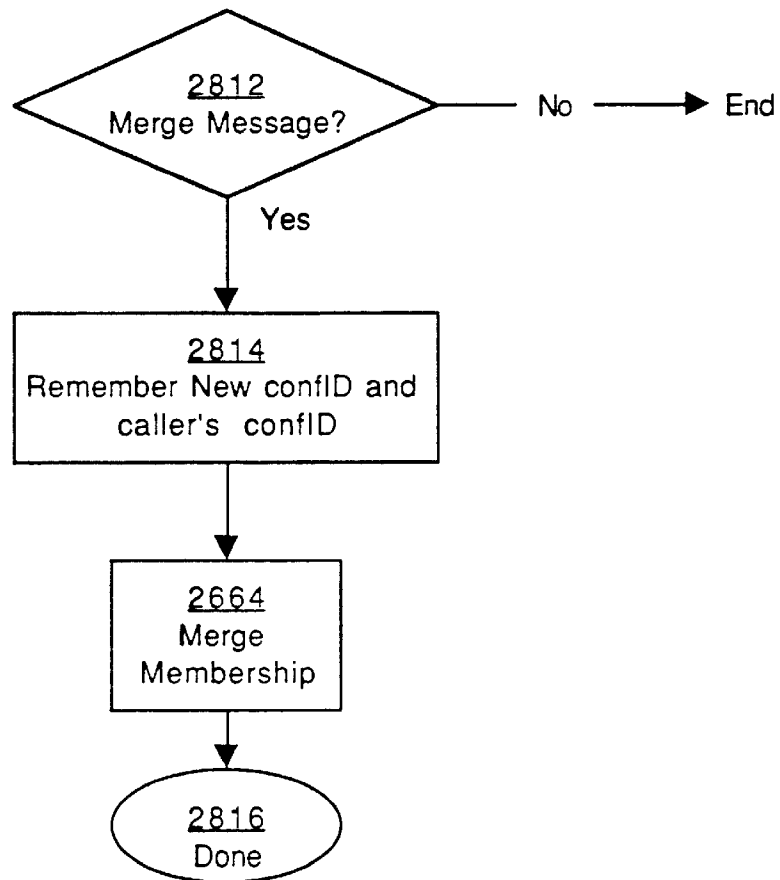 2812
Merge Message?
No
End
Yes
2814
Remember New confID and
caller's confID
2664
Merge
Membership
2816
Done